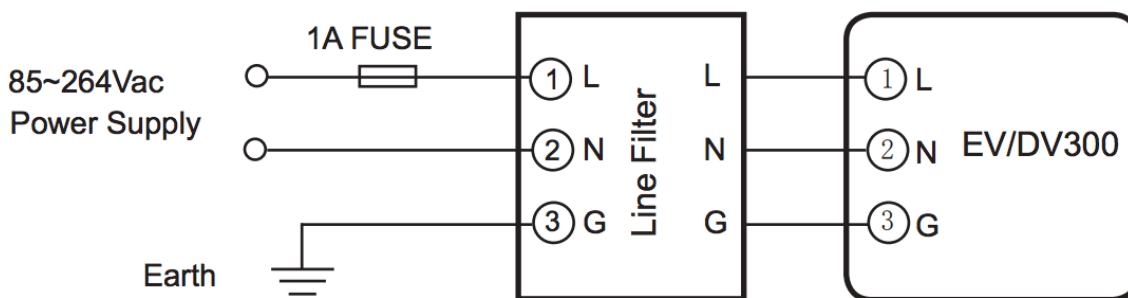 1A FUSE
85~264Vac
Power Supply
1 L
2 N
3 G
Line Filter
L
N
G
1 L
2 N
3 G
EV/DV300
Earth